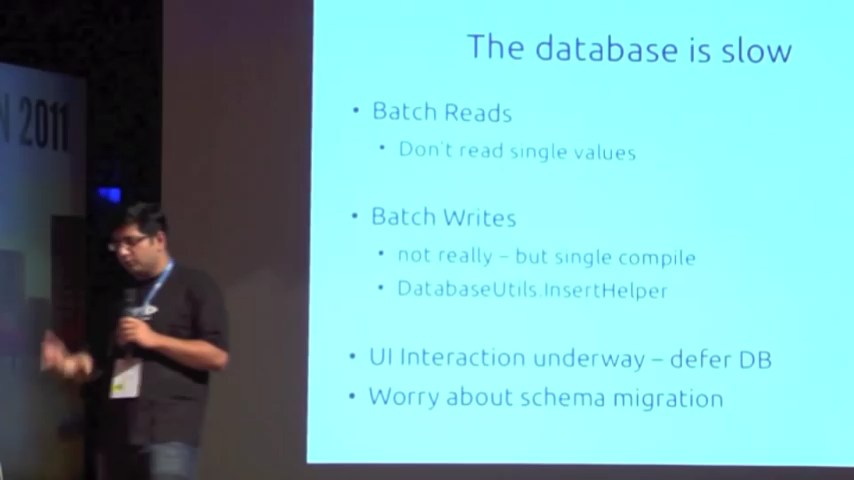 N 2011
The database is slow
• Batch Reads
• Don't read single values
• Batch Writes
• not really – but single compile
• DatabaseUtils.InsertHelper
• UI Interaction underway – defer DB
• Worry about schema migration